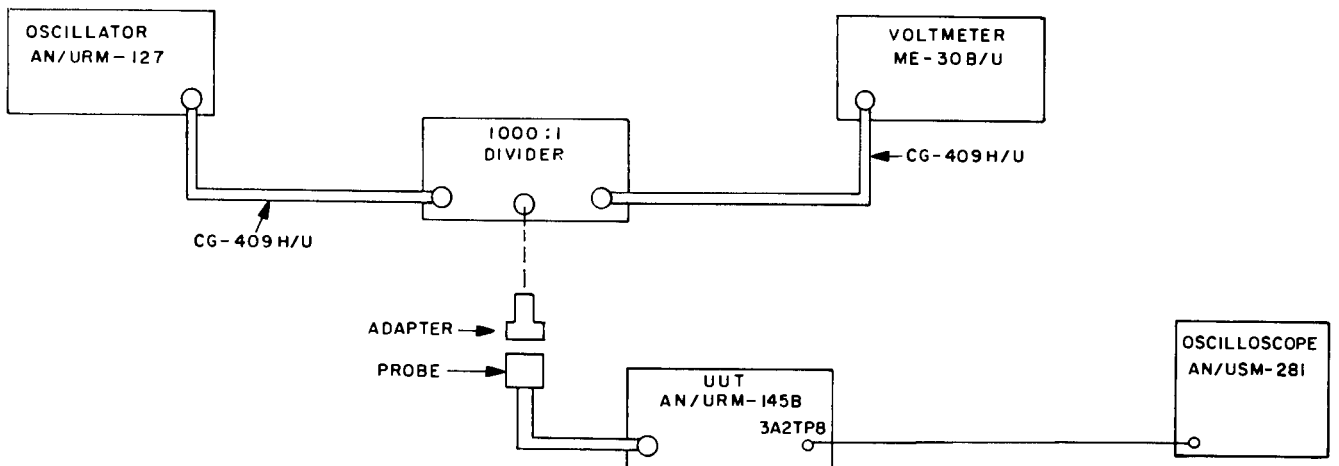 OSCILLATOR
AN/URM-127
VOLTMETER
ME-30B/U
1000:1
DIVIDER
CG-409H/U
CG-409H/U
ADAPTER
PROBE
UUT
AN/URM-145B
3A2TP8
OSCILLOSCOPE
AN/USM-281